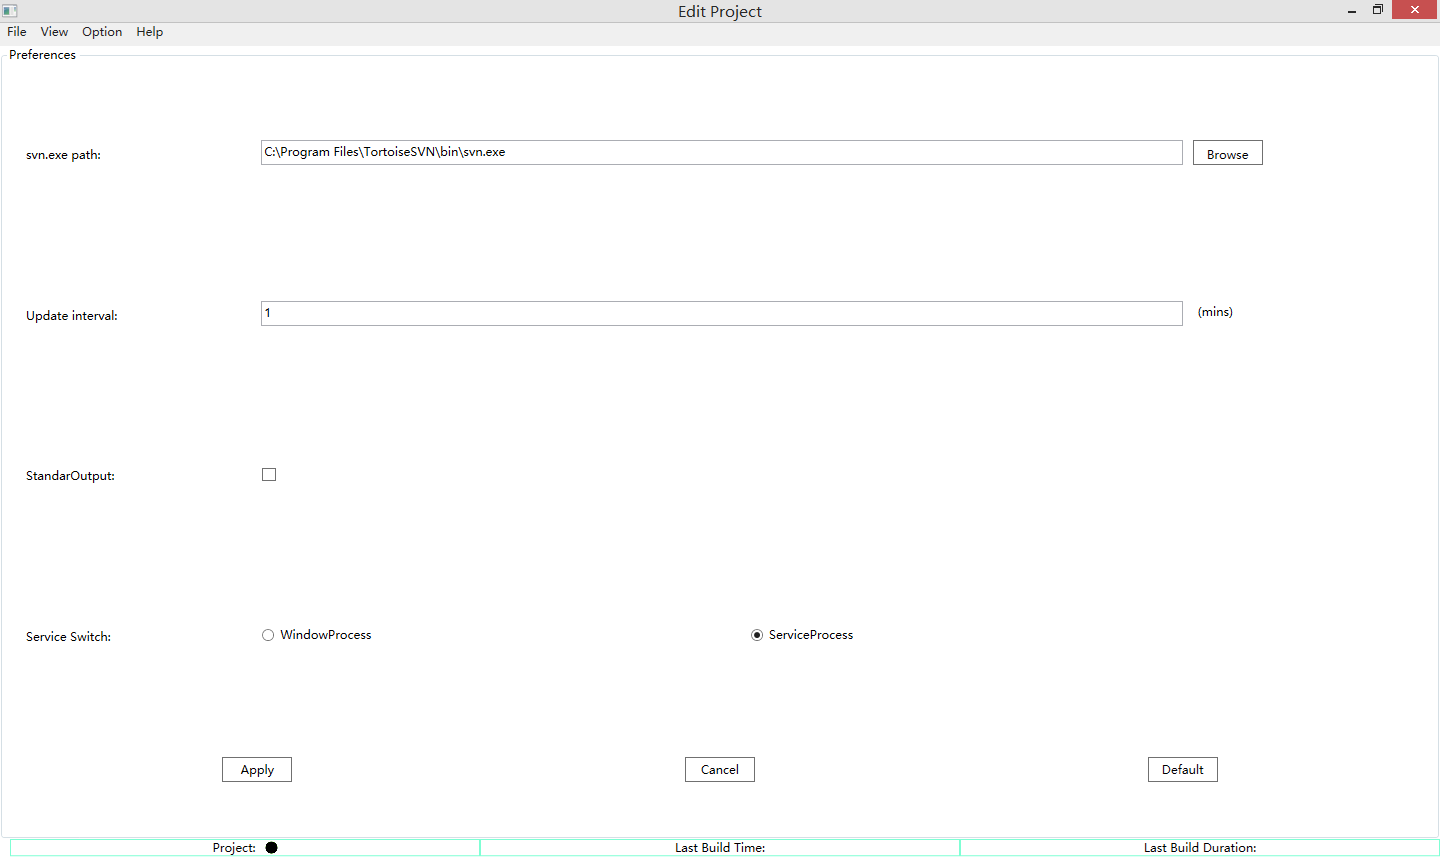 Edit Project
File View Option Help
Preferences
svn.exe path: C:\Program Files\TortoiseSVN\bin\svn.exe Browse
Update interval: 1 (mins)
StandarOutput:
Service Switch: WindowProcess ServiceProcess
Apply Cancel Default
Project: Last Build Time: Last Build Duration: